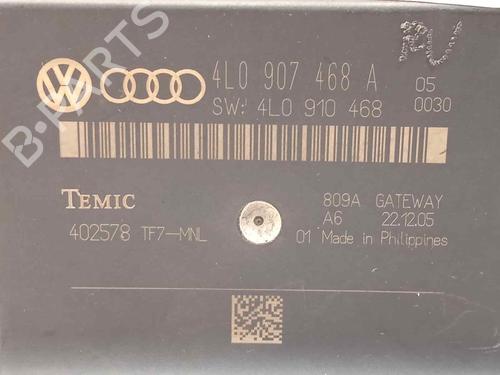 4L0 907 468 A 05
SW: 4L0 910 468 0030
TEMIC
402578 TF7-MNL
809A GATEWAY
A6 22.12.05
01 Made in Philippines
B-PARTS